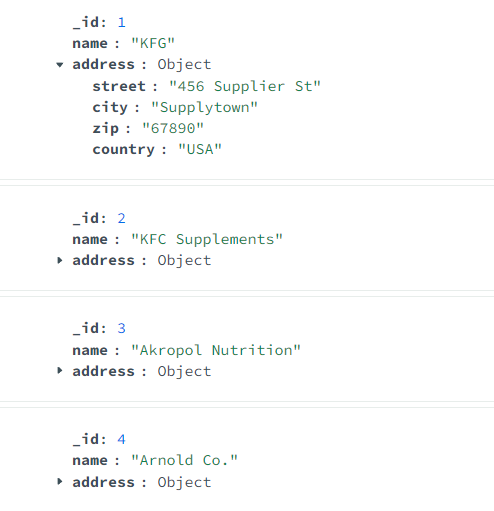 _id: 1
name : "KFG"
address : Object
street : "456 Supplier St"
city : "Supplytown"
zip : "67890"
country : "USA"
_id: 2
name : "KFC Supplements"
address : Object
_id: 3
name : "Akropol Nutrition"
address : Object
_id: 4
name : "Arnold Co."
address : Object